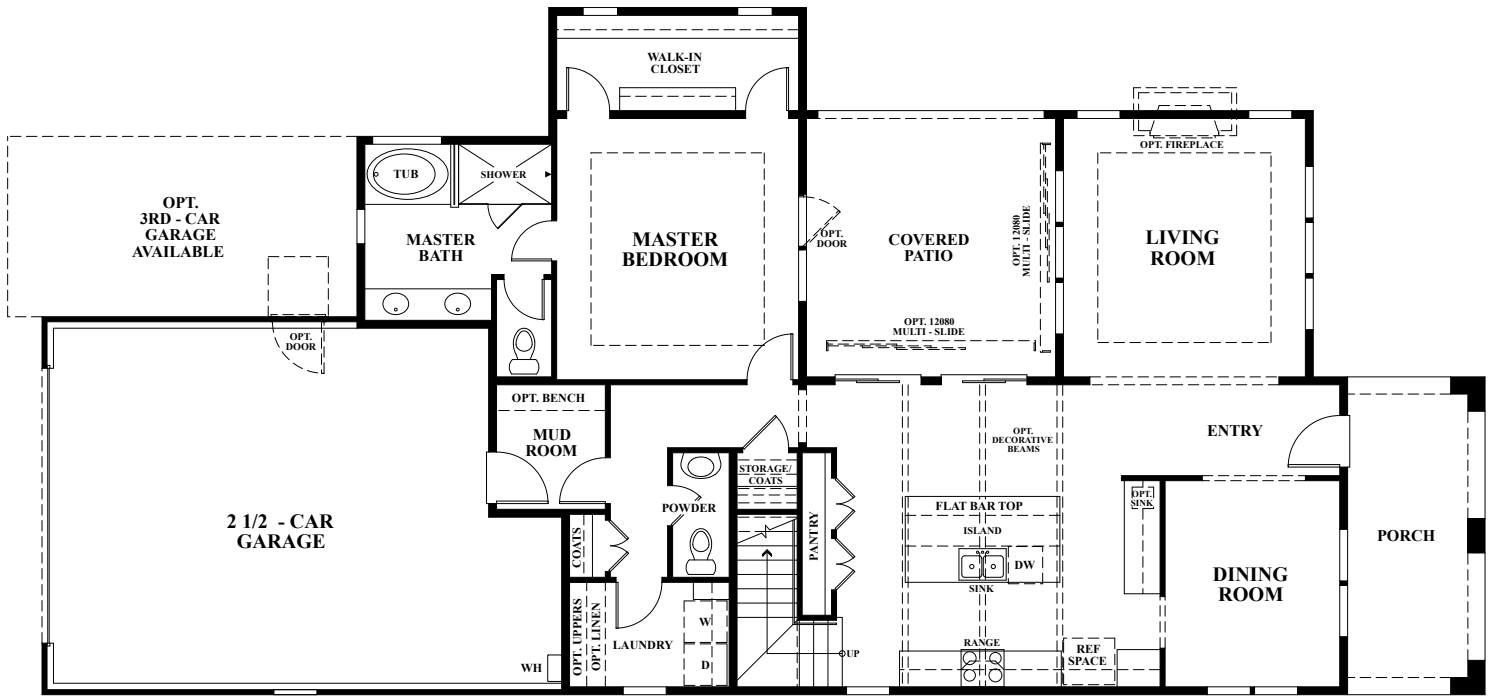 WALK-IN
CLOSET
OPT. FIREPLACE
TUB
SHOWER
OPT.
3RD - CAR
GARAGE
AVAILABLE
MASTER
BATH
MASTER
BEDROOM
OPT.
DOOR
COVERED
PATIO
OPT. 12080
MULTI - SLIDE
LIVING
ROOM
OPT. 12080
MULTI - SLIDE
OPT.
DOOR
OPT. BENCH
MUD
ROOM
OPT.
DECORATIVE
BEAMS
ENTRY
STORAGE/
COATS
POWDER
FLAT BAR TOP
ISLAND
OPT.
SINK
2 1/2 - CAR
GARAGE
COATS
PANTRY
DW
SINK
PORCH
DINING
ROOM
OPT. UPPERS
OPT. LINEN
LAUNDRY
W
D
UP
RANGE
REF
SPACE
WH